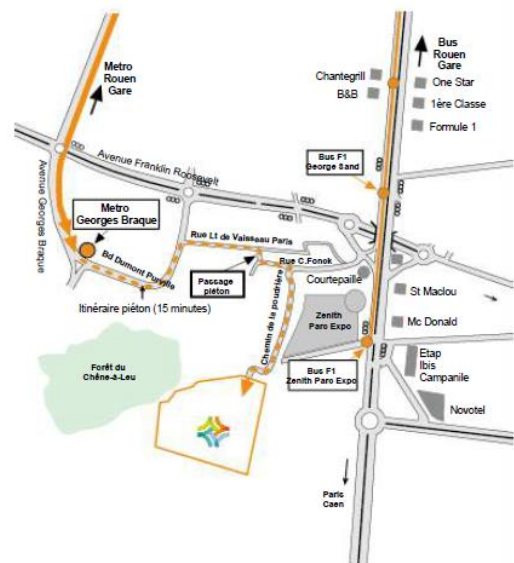 Bus
Rouen
Gare
Metro
Rouen
Gare
Chantegrill
B&B
One Star
1ère Classe
Formule 1
Avenue Franklin Roosevelt
Bus F1
George Sand
Avenue Georges Braque
Metro
Georges Braque
Rue Lt de Vaisseau Paris
Bd Dumont Purville
Passage
piéton
Rue C.Fonok
Courtepaille
Itinéraire piéton (15 minutes)
Chemin de la poudrière
Zenith
Paro Expo
St Maclou
Mc Donald
Forêt du
Chêne-à-Leu
Bus F1
Zenith Paro Expo
Etap
Ibis
Campanile
Novotel
Paris
Caen